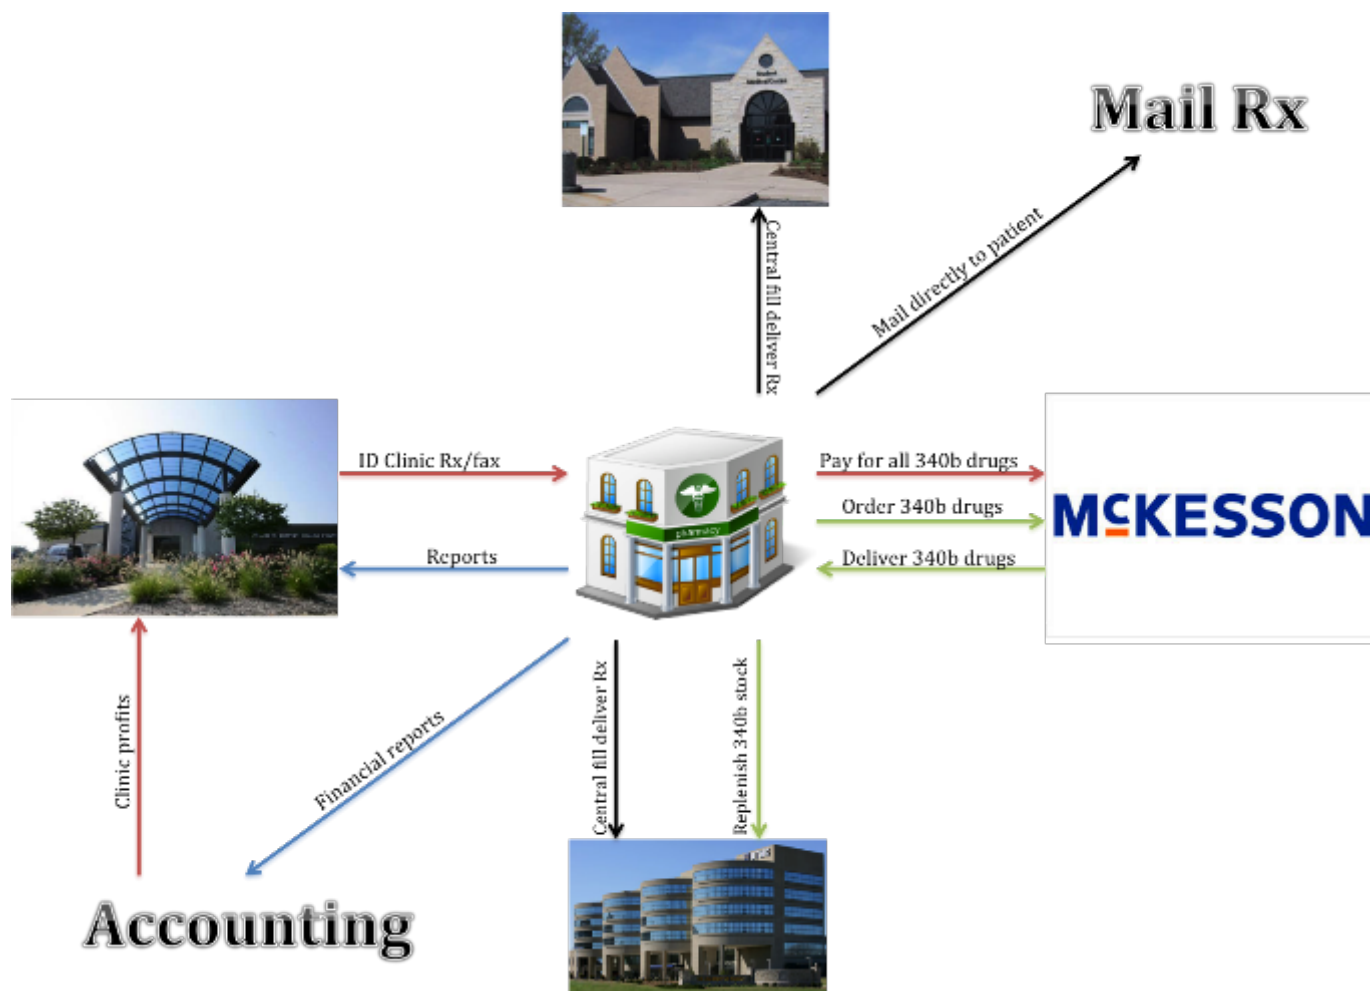 Mail Rx
Central fill deliver Rx
Mail directly to patient
ID Clinic Rx/fax
Reports
pharmacy
Pay for all 340b drugs
Order 340b drugs
Deliver 340b drugs
McKESSON
Clinic profits
Financial reports
Central fill deliver Rx
Replenish 340b stock
Accounting